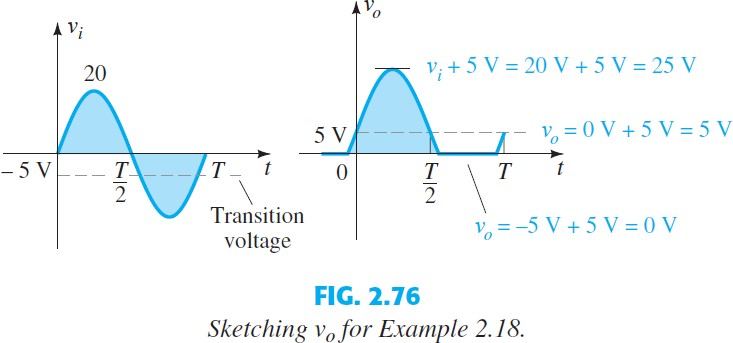 v_i
20
– 5 V
T
2
T
t
Transition
voltage
v_o
v_i + 5 V = 20 V + 5 V = 25 V
5 V
v_o = 0 V + 5 V = 5 V
0
T
2
T
t
v_o = –5 V + 5 V = 0 V
FIG. 2.76
Sketching v_o for Example 2.18.